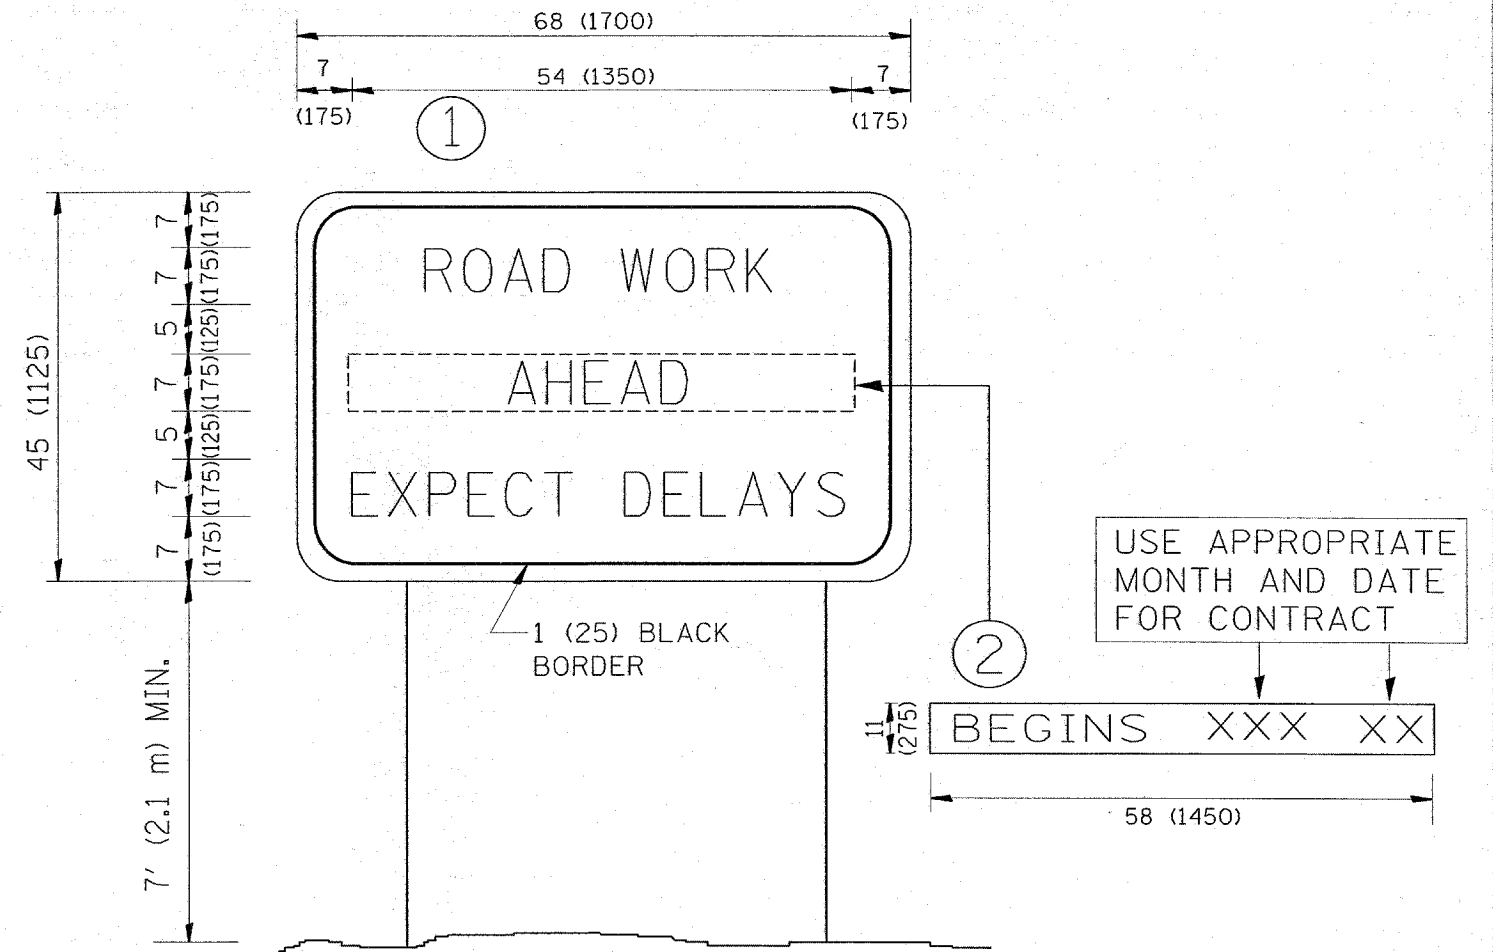 68 (1700)
7
54 (1350)
7
(175)
(175)
1
45 (1125)
7
(175)
7
(175)
5
(125)
7
(175)
5
(125)
7
(175)
7
(175)
ROAD WORK
AHEAD
EXPECT DELAYS
1 (25) BLACK
BORDER
7' (2.1 m) MIN.
2
USE APPROPRIATE
MONTH AND DATE
FOR CONTRACT
11
(275)
BEGINS XXX XX
58 (1450)